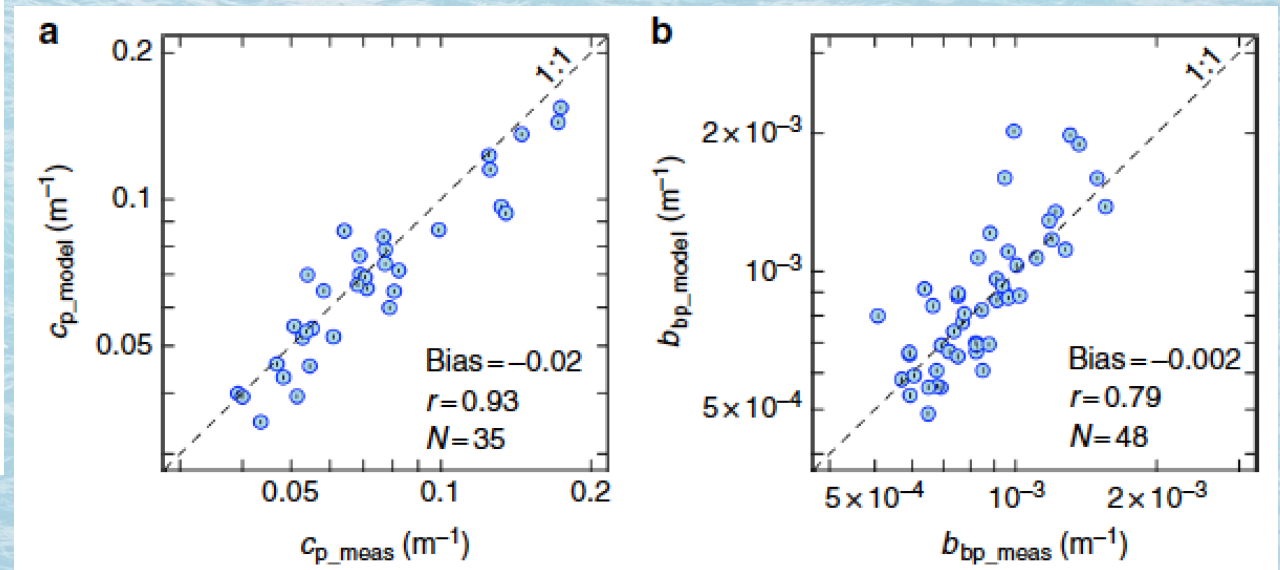 a
0.2
0.1
0.05
c_p_model (m⁻¹)
1:1
Bias=−0.02
r=0.93
N=35
0.05 0.1 0.2
c_p_meas (m⁻¹)
b
2×10⁻³
10⁻³
5×10⁻⁴
b_bp_model (m⁻¹)
1:1
Bias=−0.002
r=0.79
N=48
5×10⁻⁴ 10⁻³ 2×10⁻³
b_bp_meas (m⁻¹)